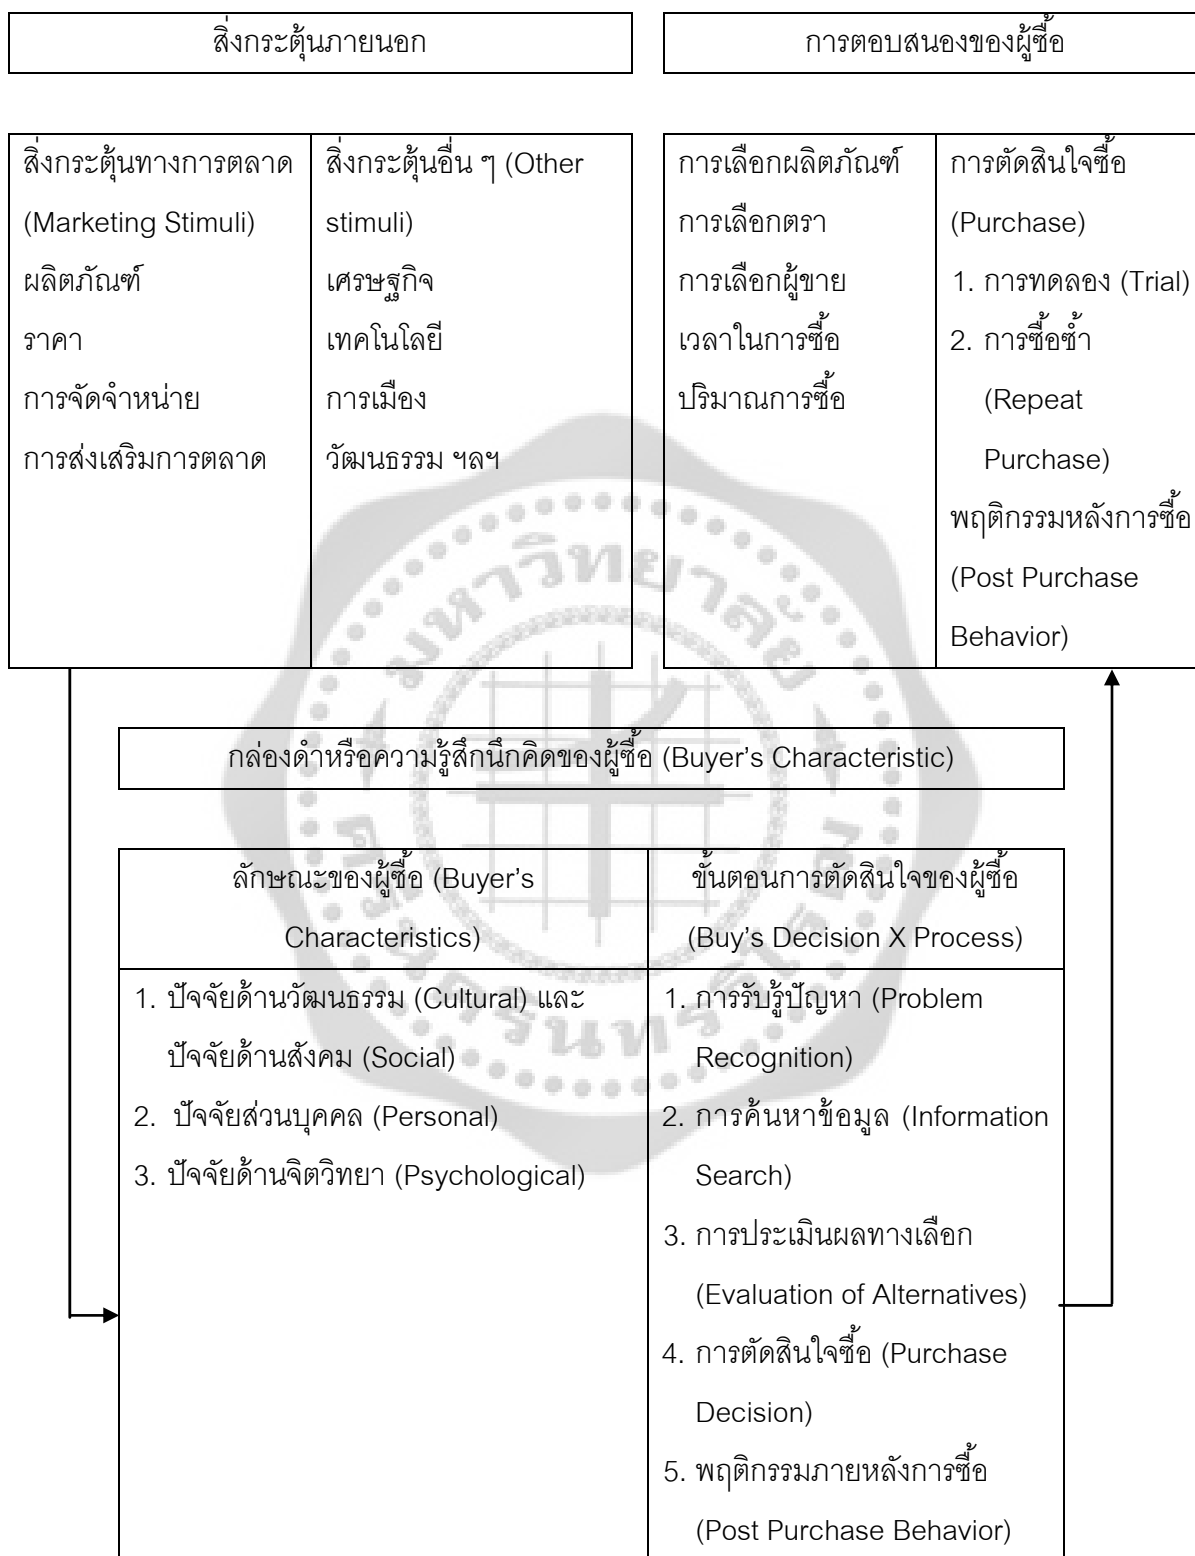 สิ่งกระตุ้นภายนอก
การตอบสนองของผู้ซื้อ
สิ่งกระตุ้นทางการตลาด
(Marketing Stimuli)
ผลิตภัณฑ์
ราคา
การจัดจำหน่าย
การส่งเสริมการตลาด
สิ่งกระตุ้นอื่น ๆ (Other
stimuli)
เศรษฐกิจ
เทคโนโลยี
การเมือง
วัฒนธรรม ฯลฯ
การเลือกผลิตภัณฑ์
การเลือกตรา
การเลือกผู้ขาย
เวลาในการซื้อ
ปริมาณการซื้อ
การตัดสินใจซื้อ
(Purchase)
1. การทดลอง (Trial)
2. การซื้อซ้ำ
(Repeat
Purchase)
พฤติกรรมหลังการซื้อ
(Post Purchase
Behavior)
กล่องดำหรือความรู้สึกนึกคิดของผู้ซื้อ (Buyer’s Characteristic)
ลักษณะของผู้ซื้อ (Buyer’s
Characteristics)
1. ปัจจัยด้านวัฒนธรรม (Cultural) และ
ปัจจัยด้านสังคม (Social)
2. ปัจจัยส่วนบุคคล (Personal)
3. ปัจจัยด้านจิตวิทยา (Psychological)
ขั้นตอนการตัดสินใจของผู้ซื้อ
(Buy’s Decision X Process)
1. การรับรู้ปัญหา (Problem
Recognition)
2. การค้นหาข้อมูล (Information
Search)
3. การประเมินผลทางเลือก
(Evaluation of Alternatives)
4. การตัดสินใจซื้อ (Purchase
Decision)
5. พฤติกรรมภายหลังการซื้อ
(Post Purchase Behavior)
มหาวิทยาลัย
ศรีนครินทรวิโรฒ